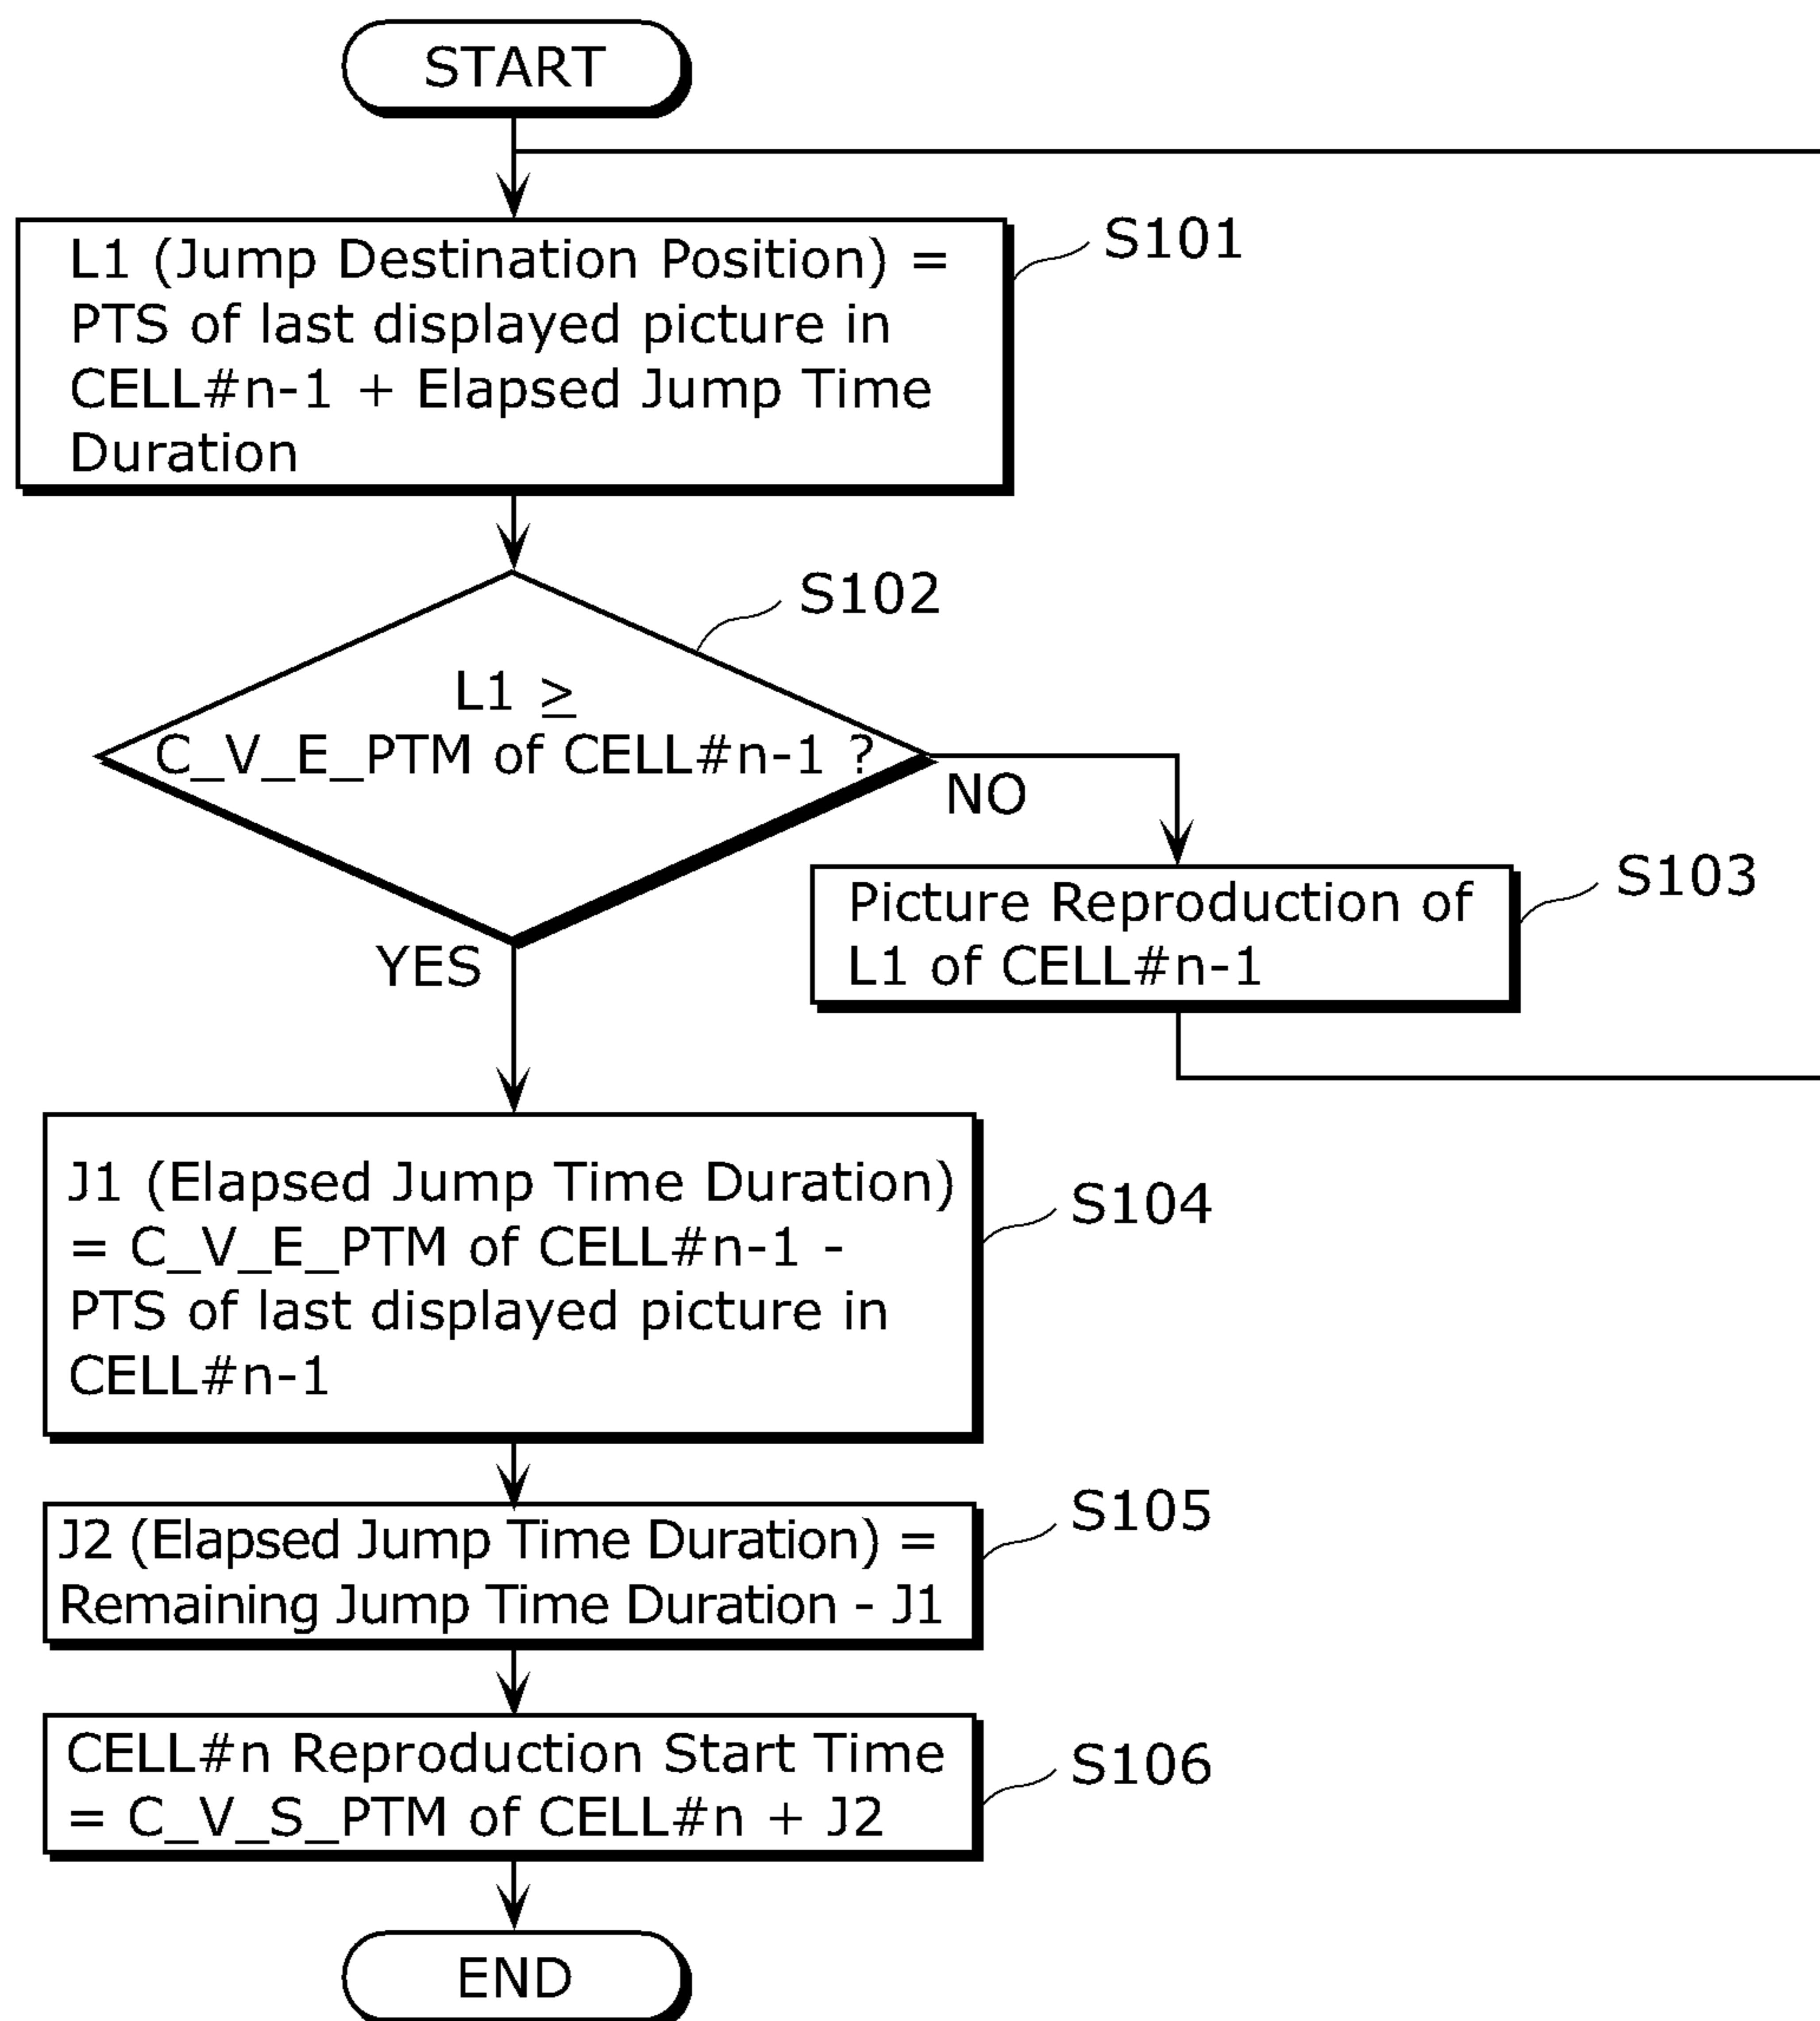 START
L1 (Jump Destination Position) =
PTS of last displayed picture in
CELL#n-1 + Elapsed Jump Time
Duration
S101
S102
L1 ≥
C_V_E_PTM of CELL#n-1 ?
NO
YES
Picture Reproduction of
L1 of CELL#n-1
S103
J1 (Elapsed Jump Time Duration)
= C_V_E_PTM of CELL#n-1 -
PTS of last displayed picture in
CELL#n-1
S104
J2 (Elapsed Jump Time Duration) =
Remaining Jump Time Duration - J1
S105
CELL#n Reproduction Start Time
= C_V_S_PTM of CELL#n + J2
S106
END